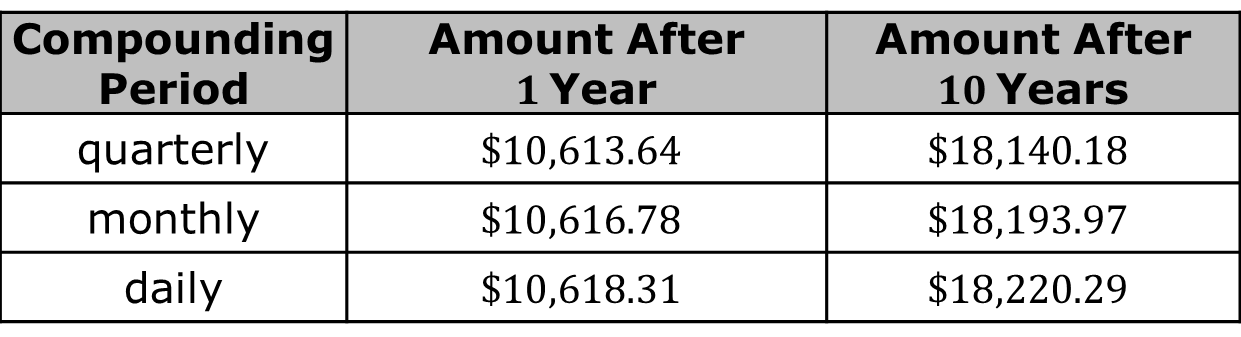 Compounding Period Amount After 1 Year Amount After 10 Years
quarterly $10,613.64 $18,140.18
monthly $10,616.78 $18,193.97
daily $10,618.31 $18,220.29